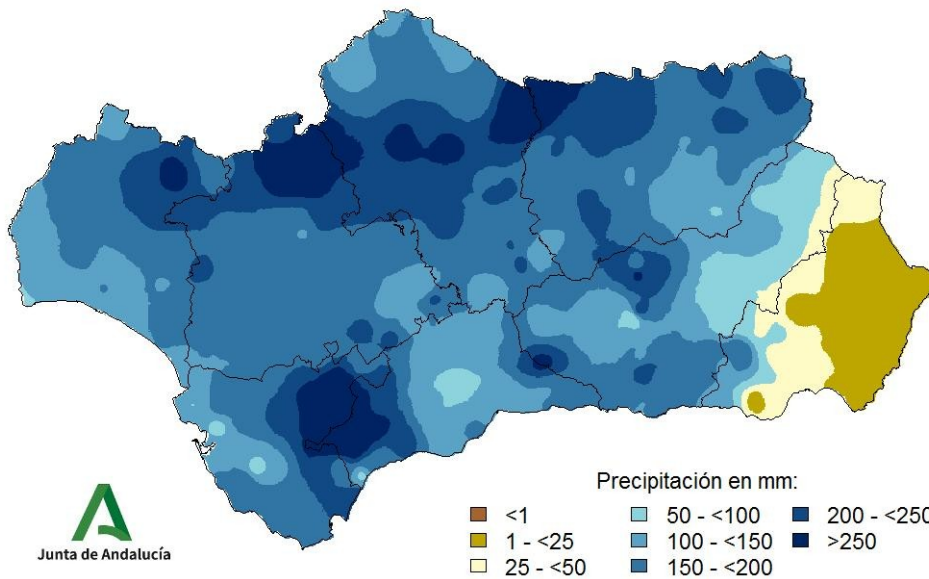 Precipitación en mm:
<1
50 - <100
200 - <250
1 - <25
100 - <150
>250
25 - <50
150 - <200
Junta de Andalucía